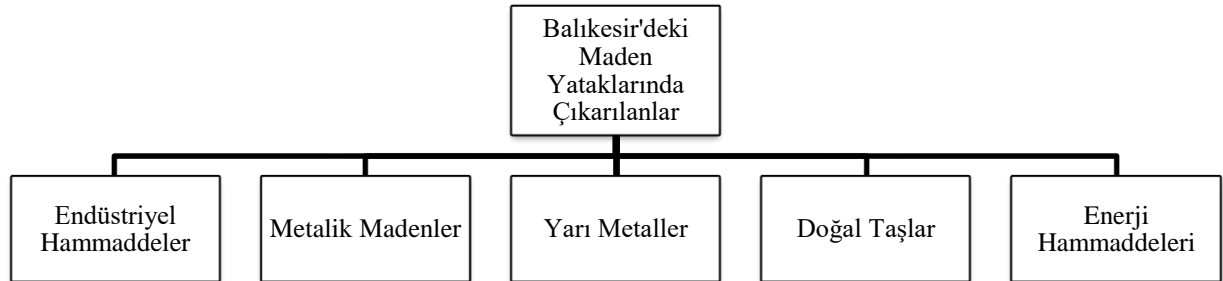 Balıkesir'deki
Maden
Yataklarında
Çıkarılanlar
Endüstriyel
Hammaddeler
Metalik Madenler
Yarı Metaller
Doğal Taşlar
Enerji
Hammaddeleri